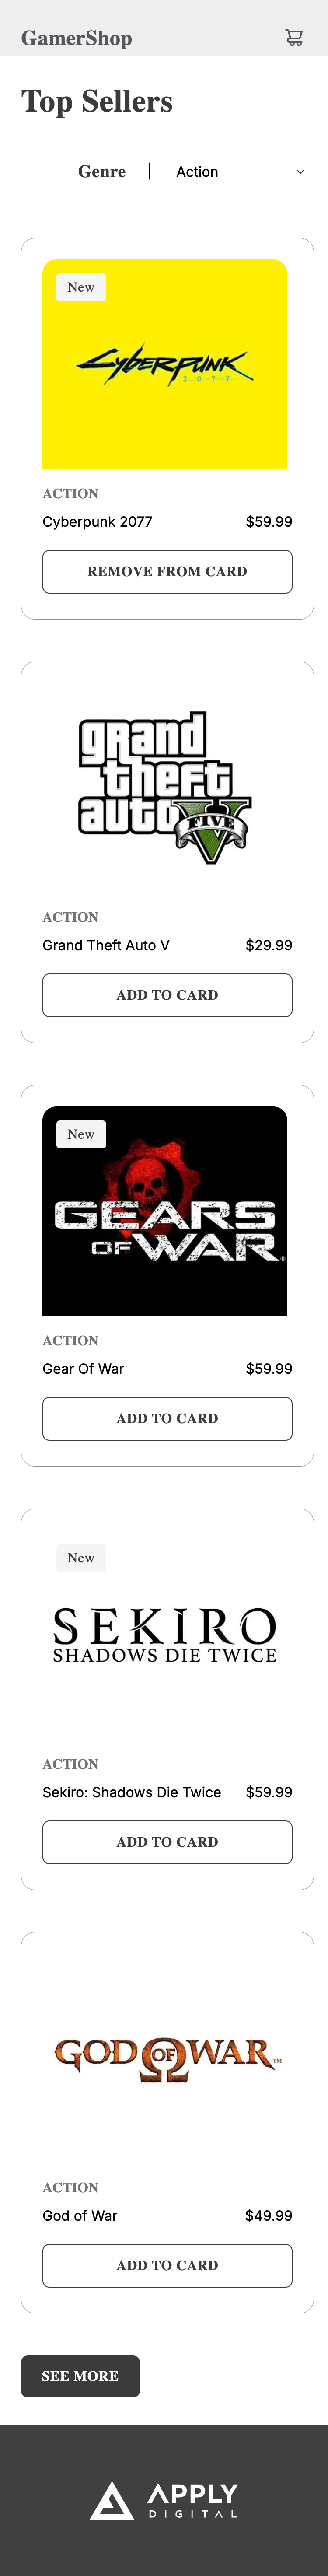 GamerShop
Top Sellers
Genre | Action
New
Cyberpunk
2077
ACTION
Cyberpunk 2077 $59.99
REMOVE FROM CARD
grand
theft
auto V
FIVE
ACTION
Grand Theft Auto V $29.99
ADD TO CARD
New
GEARS
OF WAR®
ACTION
Gear Of War $59.99
ADD TO CARD
New
SEKIRO
SHADOWS DIE TWICE
ACTION
Sekiro: Shadows Die Twice $59.99
ADD TO CARD
GOD OF WAR™
ACTION
God of War $49.99
ADD TO CARD
SEE MORE
APPLY
DIGITAL